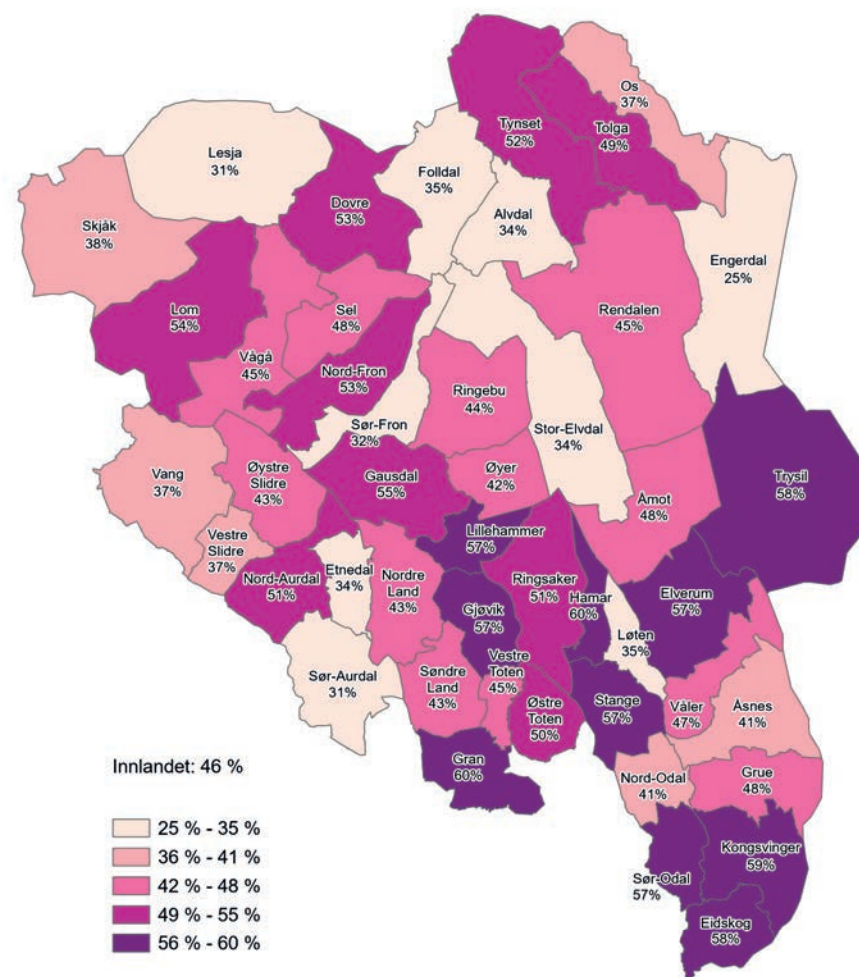 Os
37%
Tynset
52%
Tolga
49%
Lesja
31%
Folldal
35%
Dovre
53%
Alvdal
34%
Skjåk
38%
Engerdal
25%
Lom
54%
Sel
48%
Rendalen
45%
Vågå
45%
Nord-Fron
53%
Ringebu
44%
Sør-Fron
32%
Stor-Elvdal
34%
Vang
37%
Øystre
Slidre
43%
Gausdal
55%
Øyer
42%
Trysil
58%
Åmot
48%
Vestre
Slidre
37%
Lillehammer
57%
Etnedal
34%
Nord-Aurdal
51%
Nordre
Land
43%
Ringsaker
51%
Hamar
60%
Elverum
57%
Gjøvik
57%
Løten
35%
Sør-Aurdal
31%
Søndre
Land
43%
Vestre
Toten
45%
Østre
Toten
50%
Stange
57%
Våler
47%
Åsnes
41%
Gran
60%
Nord-Odal
41%
Grue
48%
Kongsvinger
59%
Sør-Odal
57%
Eidskog
58%
Innlandet: 46 %
25 % - 35 %
36 % - 41 %
42 % - 48 %
49 % - 55 %
56 % - 60 %